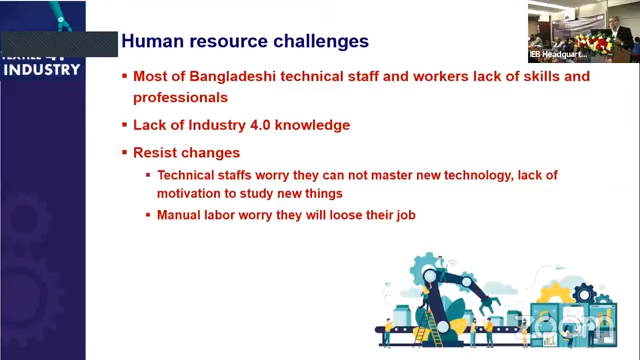 Human resource challenges
Most of Bangladeshi technical staff and workers lack of skills and
professionals
Lack of Industry 4.0 knowledge
Resist changes
Technical staffs worry they can not master new technology, lack of
motivation to study new things
Manual labor worry they will loose their job
INDUSTRY
IEB Headquart...
zoom